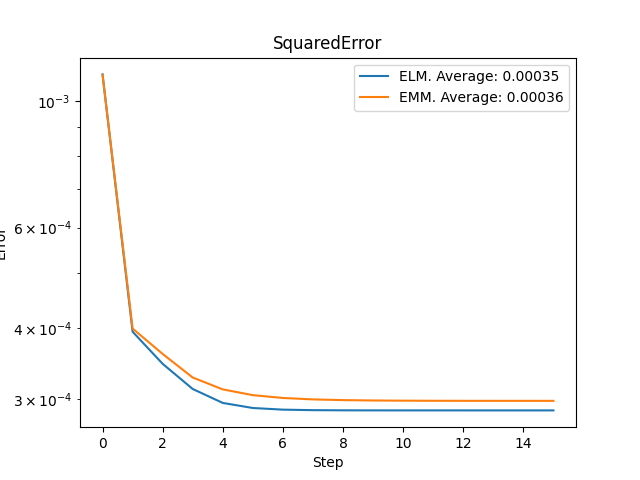 SquaredError
ELM. Average: 0.00035
EMM. Average: 0.00036
Error
10⁻³
6 × 10⁻⁴
4 × 10⁻⁴
3 × 10⁻⁴
0 2 4 6 8 10 12 14
Step